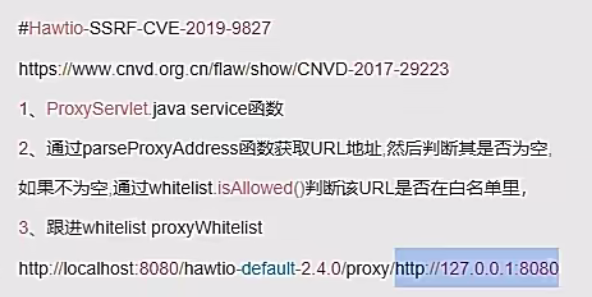 #Hawtio-SSRF-CVE-2019-9827
https://www.cnvd.org.cn/flaw/show/CNVD-2017-29223
1、ProxyServlet.java service函数
2、通过parseProxyAddress函数获取URL地址,然后判断其是否为空,
如果不为空,通过whitelist.isAllowed()判断该URL是否在白名单里，
3、跟进whitelist proxyWhitelist
http://localhost:8080/hawtio-default-2.4.0/proxy/http://127.0.0.1:8080